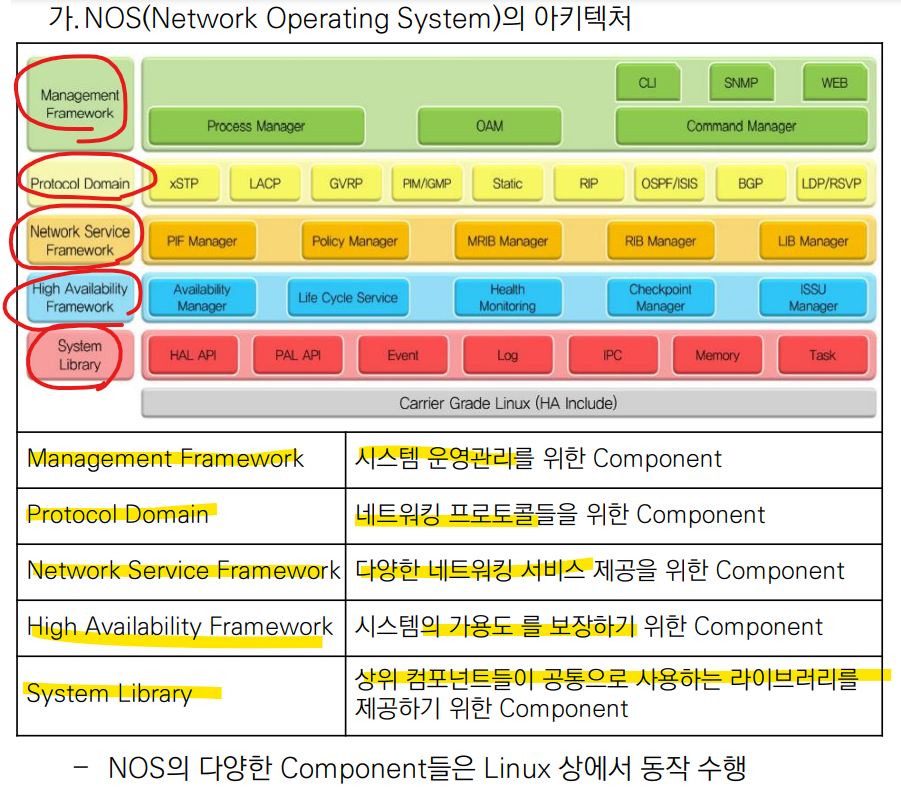 가. NOS(Network Operating System)의 아키텍처
Management
Framework
CLI
SNMP
WEB
Process Manager
OAM
Command Manager
Protocol Domain
xSTP
LACP
GVRP
PIM/IGMP
Static
RIP
OSPF/ISIS
BGP
LDP/RSVP
Network Service
Framework
PIF Manager
Policy Manager
MRIB Manager
RIB Manager
LIB Manager
High Availability
Framework
Availability
Manager
Life Cycle Service
Health
Monitoring
Checkpoint
Manager
ISSU
Manager
System
Library
HAL API
PAL API
Event
Log
IPC
Memory
Task
Carrier Grade Linux (HA Include)
Management Framework
시스템 운영관리를 위한 Component
Protocol Domain
네트워킹 프로토콜들을 위한 Component
Network Service Framework
다양한 네트워킹 서비스 제공을 위한 Component
High Availability Framework
시스템의 가용도 를 보장하기 위한 Component
System Library
상위 컴포넌트들이 공통으로 사용하는 라이브러리를
제공하기 위한 Component
– NOS의 다양한 Component들은 Linux 상에서 동작 수행